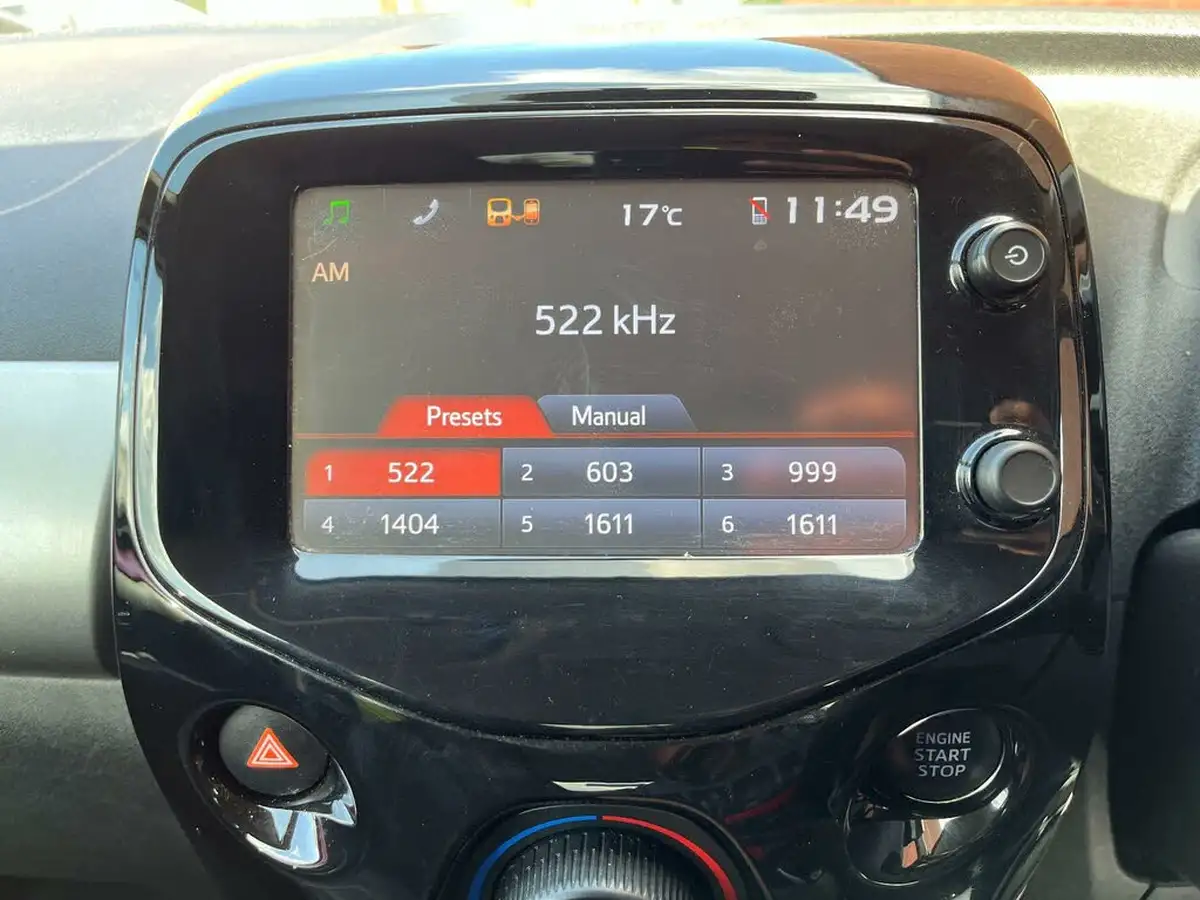 17°C 11:49
AM
522 kHz
Presets Manual
1 522 2 603 3 999
4 1404 5 1611 6 1611
ENGINE
START
STOP